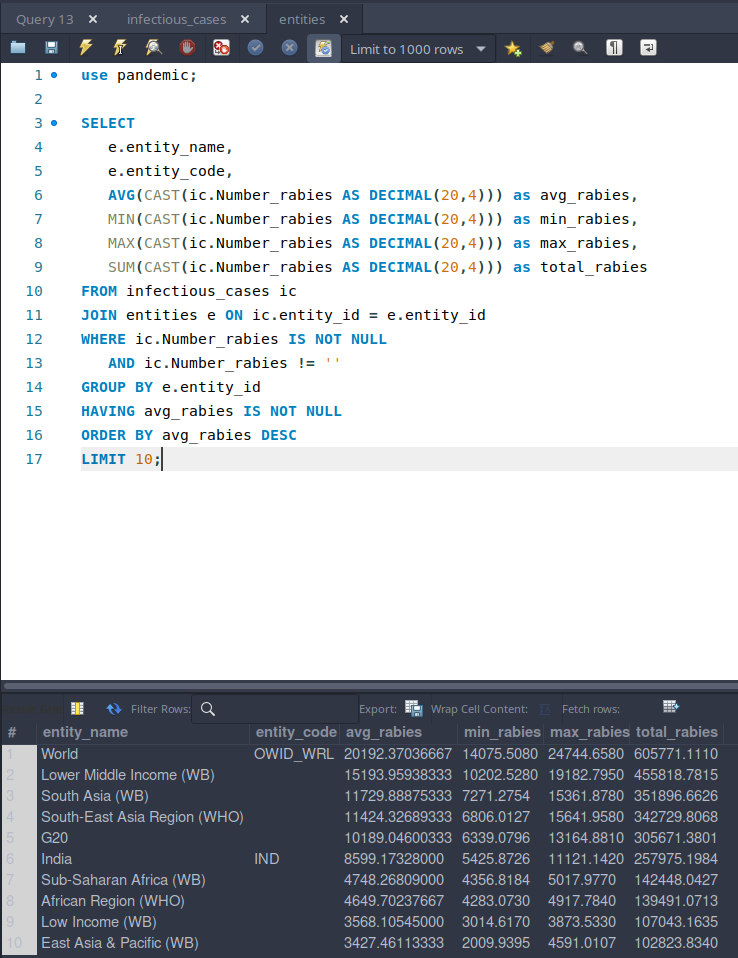 Query 13 infectious_cases entities
Limit to 1000 rows
1 use pandemic;
2
3 SELECT
4 e.entity_name,
5 e.entity_code,
6 AVG(CAST(ic.Number_rabies AS DECIMAL(20,4))) as avg_rabies,
7 MIN(CAST(ic.Number_rabies AS DECIMAL(20,4))) as min_rabies,
8 MAX(CAST(ic.Number_rabies AS DECIMAL(20,4))) as max_rabies,
9 SUM(CAST(ic.Number_rabies AS DECIMAL(20,4))) as total_rabies
10 FROM infectious_cases ic
11 JOIN entities e ON ic.entity_id = e.entity_id
12 WHERE ic.Number_rabies IS NOT NULL
13 AND ic.Number_rabies != ''
14 GROUP BY e.entity_id
15 HAVING avg_rabies IS NOT NULL
16 ORDER BY avg_rabies DESC
17 LIMIT 10;
Filter Rows: Export: Wrap Cell Content: Fetch rows:
# entity_name entity_code avg_rabies min_rabies max_rabies total_rabies
1 World OWID_WRL 20192.37036667 14075.5080 24744.6580 605771.1110
2 Lower Middle Income (WB) 15193.95938333 10202.5280 19182.7950 455818.7815
3 South Asia (WB) 11729.88875333 7271.2754 15361.8780 351896.6626
4 South-East Asia Region (WHO) 11424.32689333 6806.0127 15641.9580 342729.8068
5 G20 10189.04600333 6339.0796 13164.8810 305671.3801
6 India IND 8599.17328000 5425.8726 11121.1420 257975.1984
7 Sub-Saharan Africa (WB) 4748.26809000 4356.8184 5017.9770 142448.0427
8 African Region (WHO) 4649.70237667 4283.0730 4917.7840 139491.0713
9 Low Income (WB) 3568.10545000 3014.6170 3873.5330 107043.1635
10 East Asia & Pacific (WB) 3427.46113333 2009.9395 4591.0107 102823.8340